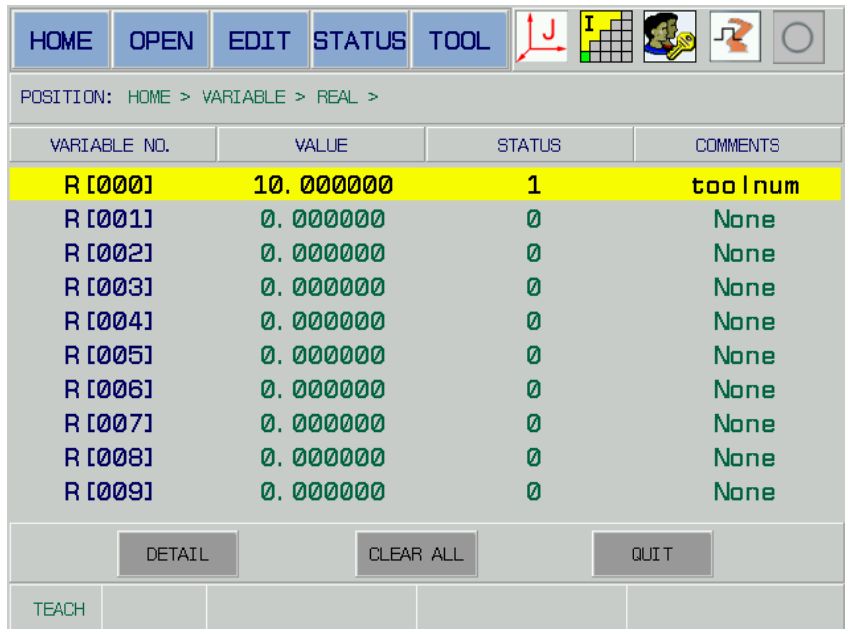 HOME OPEN EDIT STATUS TOOL J I
POSITION: HOME > VARIABLE > REAL >
VARIABLE NO. VALUE STATUS COMMENTS
R[000] 10.000000 1 toolnum
R[001] 0.000000 0 None
R[002] 0.000000 0 None
R[003] 0.000000 0 None
R[004] 0.000000 0 None
R[005] 0.000000 0 None
R[006] 0.000000 0 None
R[007] 0.000000 0 None
R[008] 0.000000 0 None
R[009] 0.000000 0 None
DETAIL CLEAR ALL QUIT
TEACH